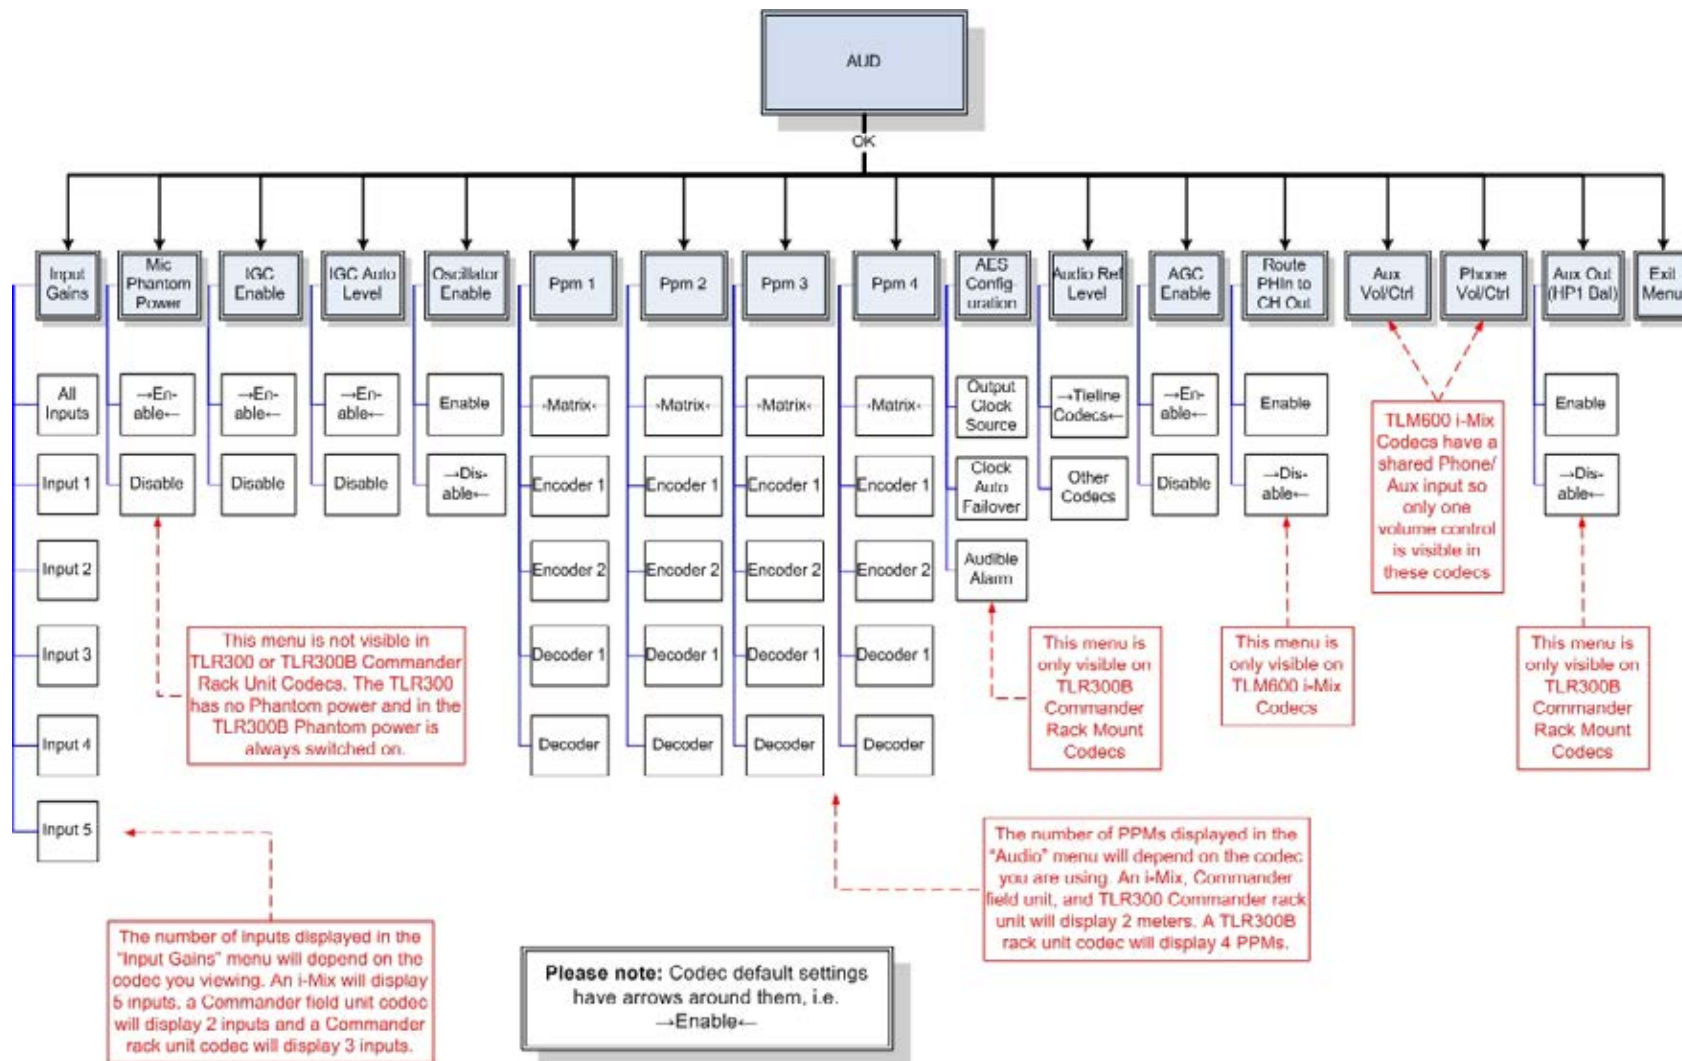 AUD
OK
Input
Gains
Mic
Phantom
Power
IGC
Enable
IGC Auto
Level
Oscillator
Enable
Ppm 1
Ppm 2
Ppm 3
Ppm 4
AES
Config-
uration
Audio Ref
Level
AGC
Enable
Route
PHIn to
CH Out
Aux
Vol/Ctrl
Phone
Vol/Ctrl
Aux Out
(HP1 Bal)
Exit
Menu
All
Inputs
→En-
able←
→En-
able←
→En-
able←
Enable
→Matrix←
→Matrix←
→Matrix←
→Matrix←
Output
Clock
Source
→Tieline
Codecs←
→En-
able←
Enable
Enable
Input 1
Disable
Disable
Disable
→Dis-
able←
Encoder 1
Encoder 1
Encoder 1
Encoder 1
Clock
Auto
Failover
Other
Codecs
Disable
→Dis-
able←
→Dis-
able←
Input 2
Encoder 2
Encoder 2
Encoder 2
Encoder 2
Audible
Alarm
Input 3
Decoder 1
Decoder 1
Decoder 1
Decoder 1
Input 4
Decoder
Decoder
Decoder
Decoder
Input 5
TLM600 i-Mix
Codecs have a
shared Phone/
Aux input so
only one
volume control
is visible in
these codecs
This menu is not visible in
TLR300 or TLR300B Commander
Rack Unit Codecs. The TLR300
has no Phantom power and in the
TLR300B Phantom power is
always switched on.
This menu is
only visible on
TLR300B
Commander
Rack Mount
Codecs
This menu is
only visible on
TLM600 i-Mix
Codecs
This menu is
only visible on
TLR300B
Commander
Rack Mount
Codecs
The number of PPMs displayed in the
"Audio" menu will depend on the codec
you are using. An i-Mix, Commander
field unit, and TLR300 Commander rack
unit will display 2 meters. A TLR300B
rack unit codec will display 4 PPMs.
The number of inputs displayed in the
"Input Gains" menu will depend on the
codec you viewing. An i-Mix will display
5 inputs, a Commander field unit codec
will display 2 inputs and a Commander
rack unit codec will display 3 inputs.
Please note: Codec default settings
have arrows around them, i.e.
→Enable←